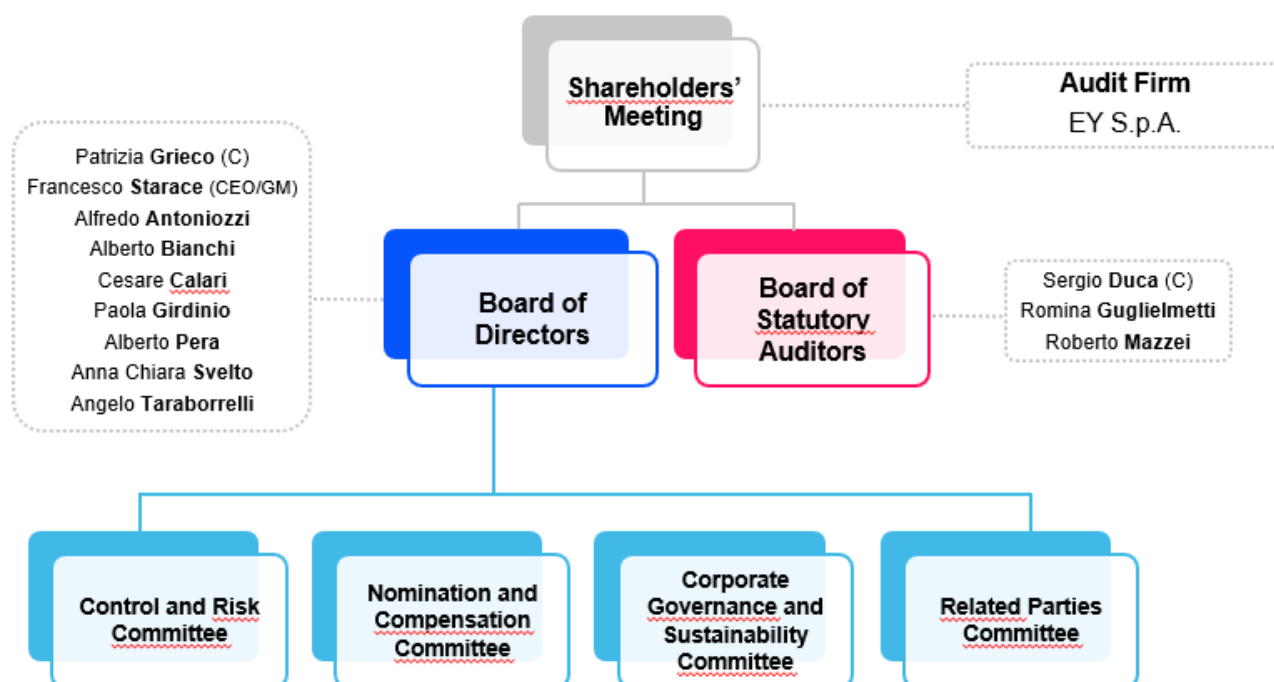 Shareholders’
Meeting
Audit Firm
EY S.p.A.
Patrizia Grieco (C)
Francesco Starace (CEO/GM)
Alfredo Antoniozzi
Alberto Bianchi
Cesare Calari
Paola Girdinio
Alberto Pera
Anna Chiara Svelto
Angelo Taraborrelli
Board of
Directors
Board of
Statutory
Auditors
Sergio Duca (C)
Romina Guglielmetti
Roberto Mazzei
Control and Risk
Committee
Nomination and
Compensation
Committee
Corporate
Governance and
Sustainability
Committee
Related Parties
Committee